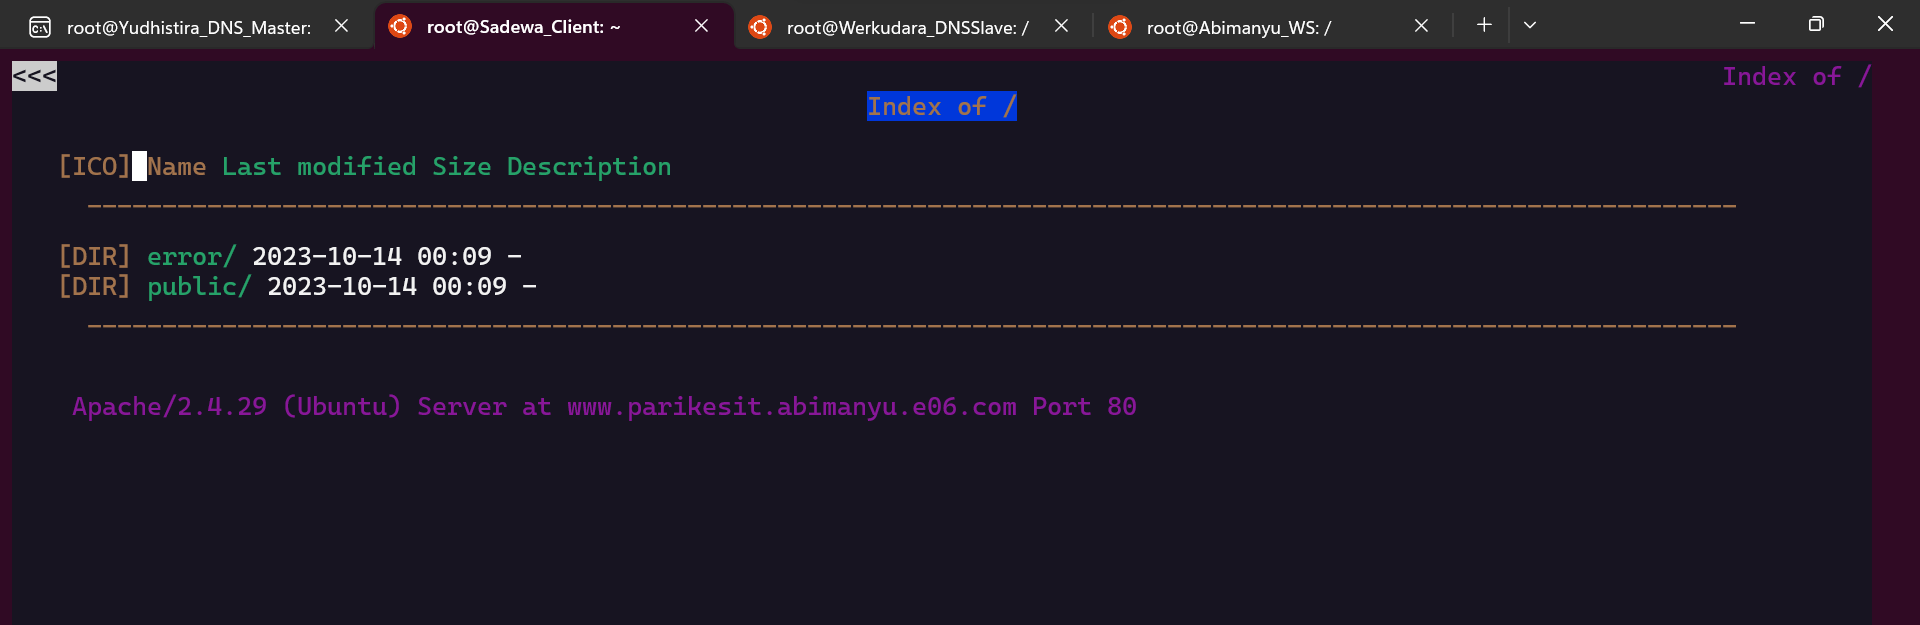 root@Yudhistira_DNS_Master: root@Sadewa_Client: ~ root@Werkudara_DNSSlave: / root@Abimanyu_WS: /
<<< Index of /
Index of /
[ICO] Name Last modified Size Description
[DIR] error/ 2023-10-14 00:09 -
[DIR] public/ 2023-10-14 00:09 -
Apache/2.4.29 (Ubuntu) Server at www.parikesit.abimanyu.e06.com Port 80